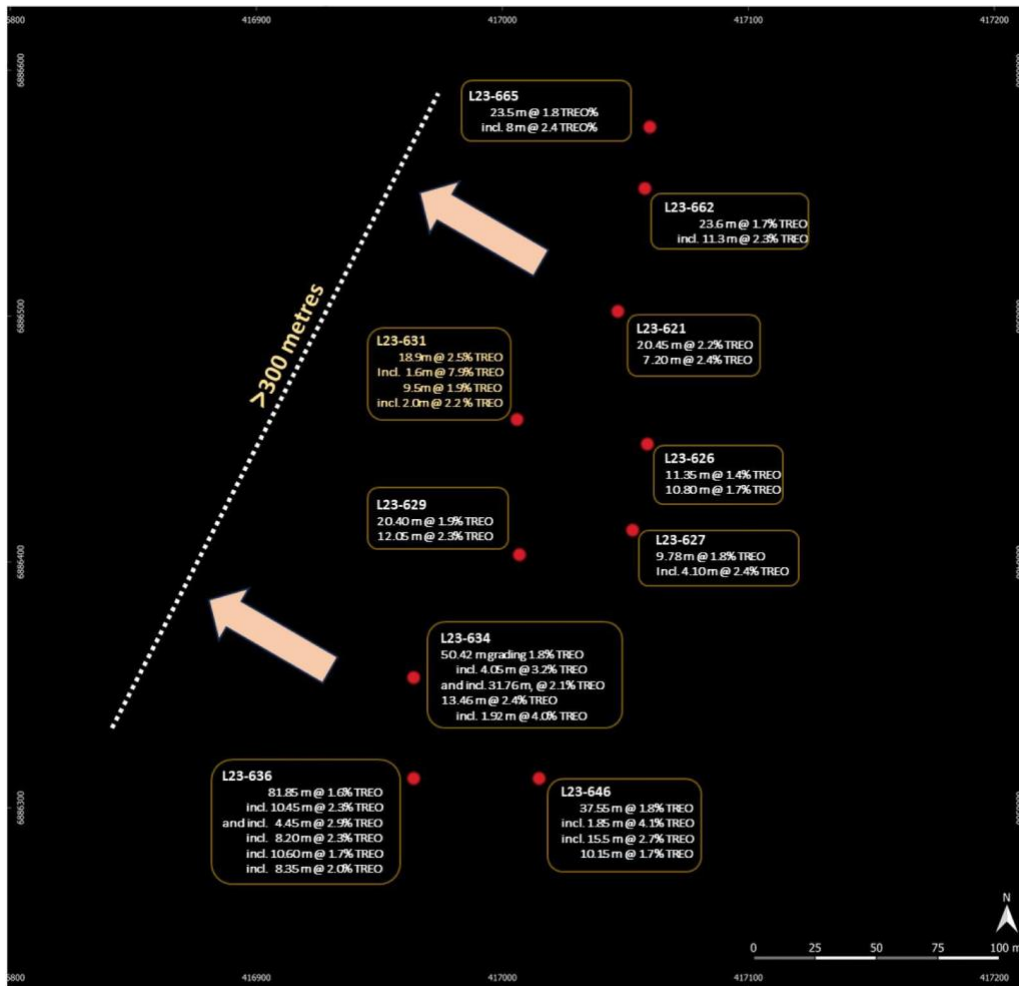 5800
416900
417000
417100
417200
6886600
L23-665
23.5 m @ 1.8 TREO%
incl. 8 m @ 2.4 TREO%
L23-662
23.6 m @ 1.7% TREO
incl. 11.3 m @ 2.3% TREO
>300 metres
6886500
L23-621
20.45 m @ 2.2% TREO
7.20 m @ 2.4% TREO
L23-631
18.9m @ 2.5% TREO
Incl. 1.6m @ 7.9% TREO
9.5m @ 1.9% TREO
incl. 2.0m @ 2.2% TREO
L23-626
11.35 m @ 1.4% TREO
10.80 m @ 1.7% TREO
L23-629
20.40 m @ 1.9% TREO
12.05 m @ 2.3% TREO
L23-627
9.78 m @ 1.8% TREO
Incl. 4.10 m @ 2.4% TREO
6886400
L23-634
50.42 m grading 1.8% TREO
incl. 4.05 m @ 3.2% TREO
and incl. 31.76 m, @ 2.1% TREO
13.46 m @ 2.4% TREO
incl. 1.92 m @ 4.0% TREO
L23-636
81.85 m @ 1.6% TREO
incl. 10.45 m @ 2.3% TREO
and incl. 4.45 m @ 2.9% TREO
incl. 8.20 m @ 2.3% TREO
incl. 10.60 m @ 1.7% TREO
incl. 8.35 m @ 2.0% TREO
L23-646
37.55 m @ 1.8% TREO
incl. 1.85 m @ 4.1% TREO
incl. 15.5 m @ 2.7% TREO
10.15 m @ 1.7% TREO
6886300
N
0 25 50 75 100 m
5800
416900
417000
417100
417200